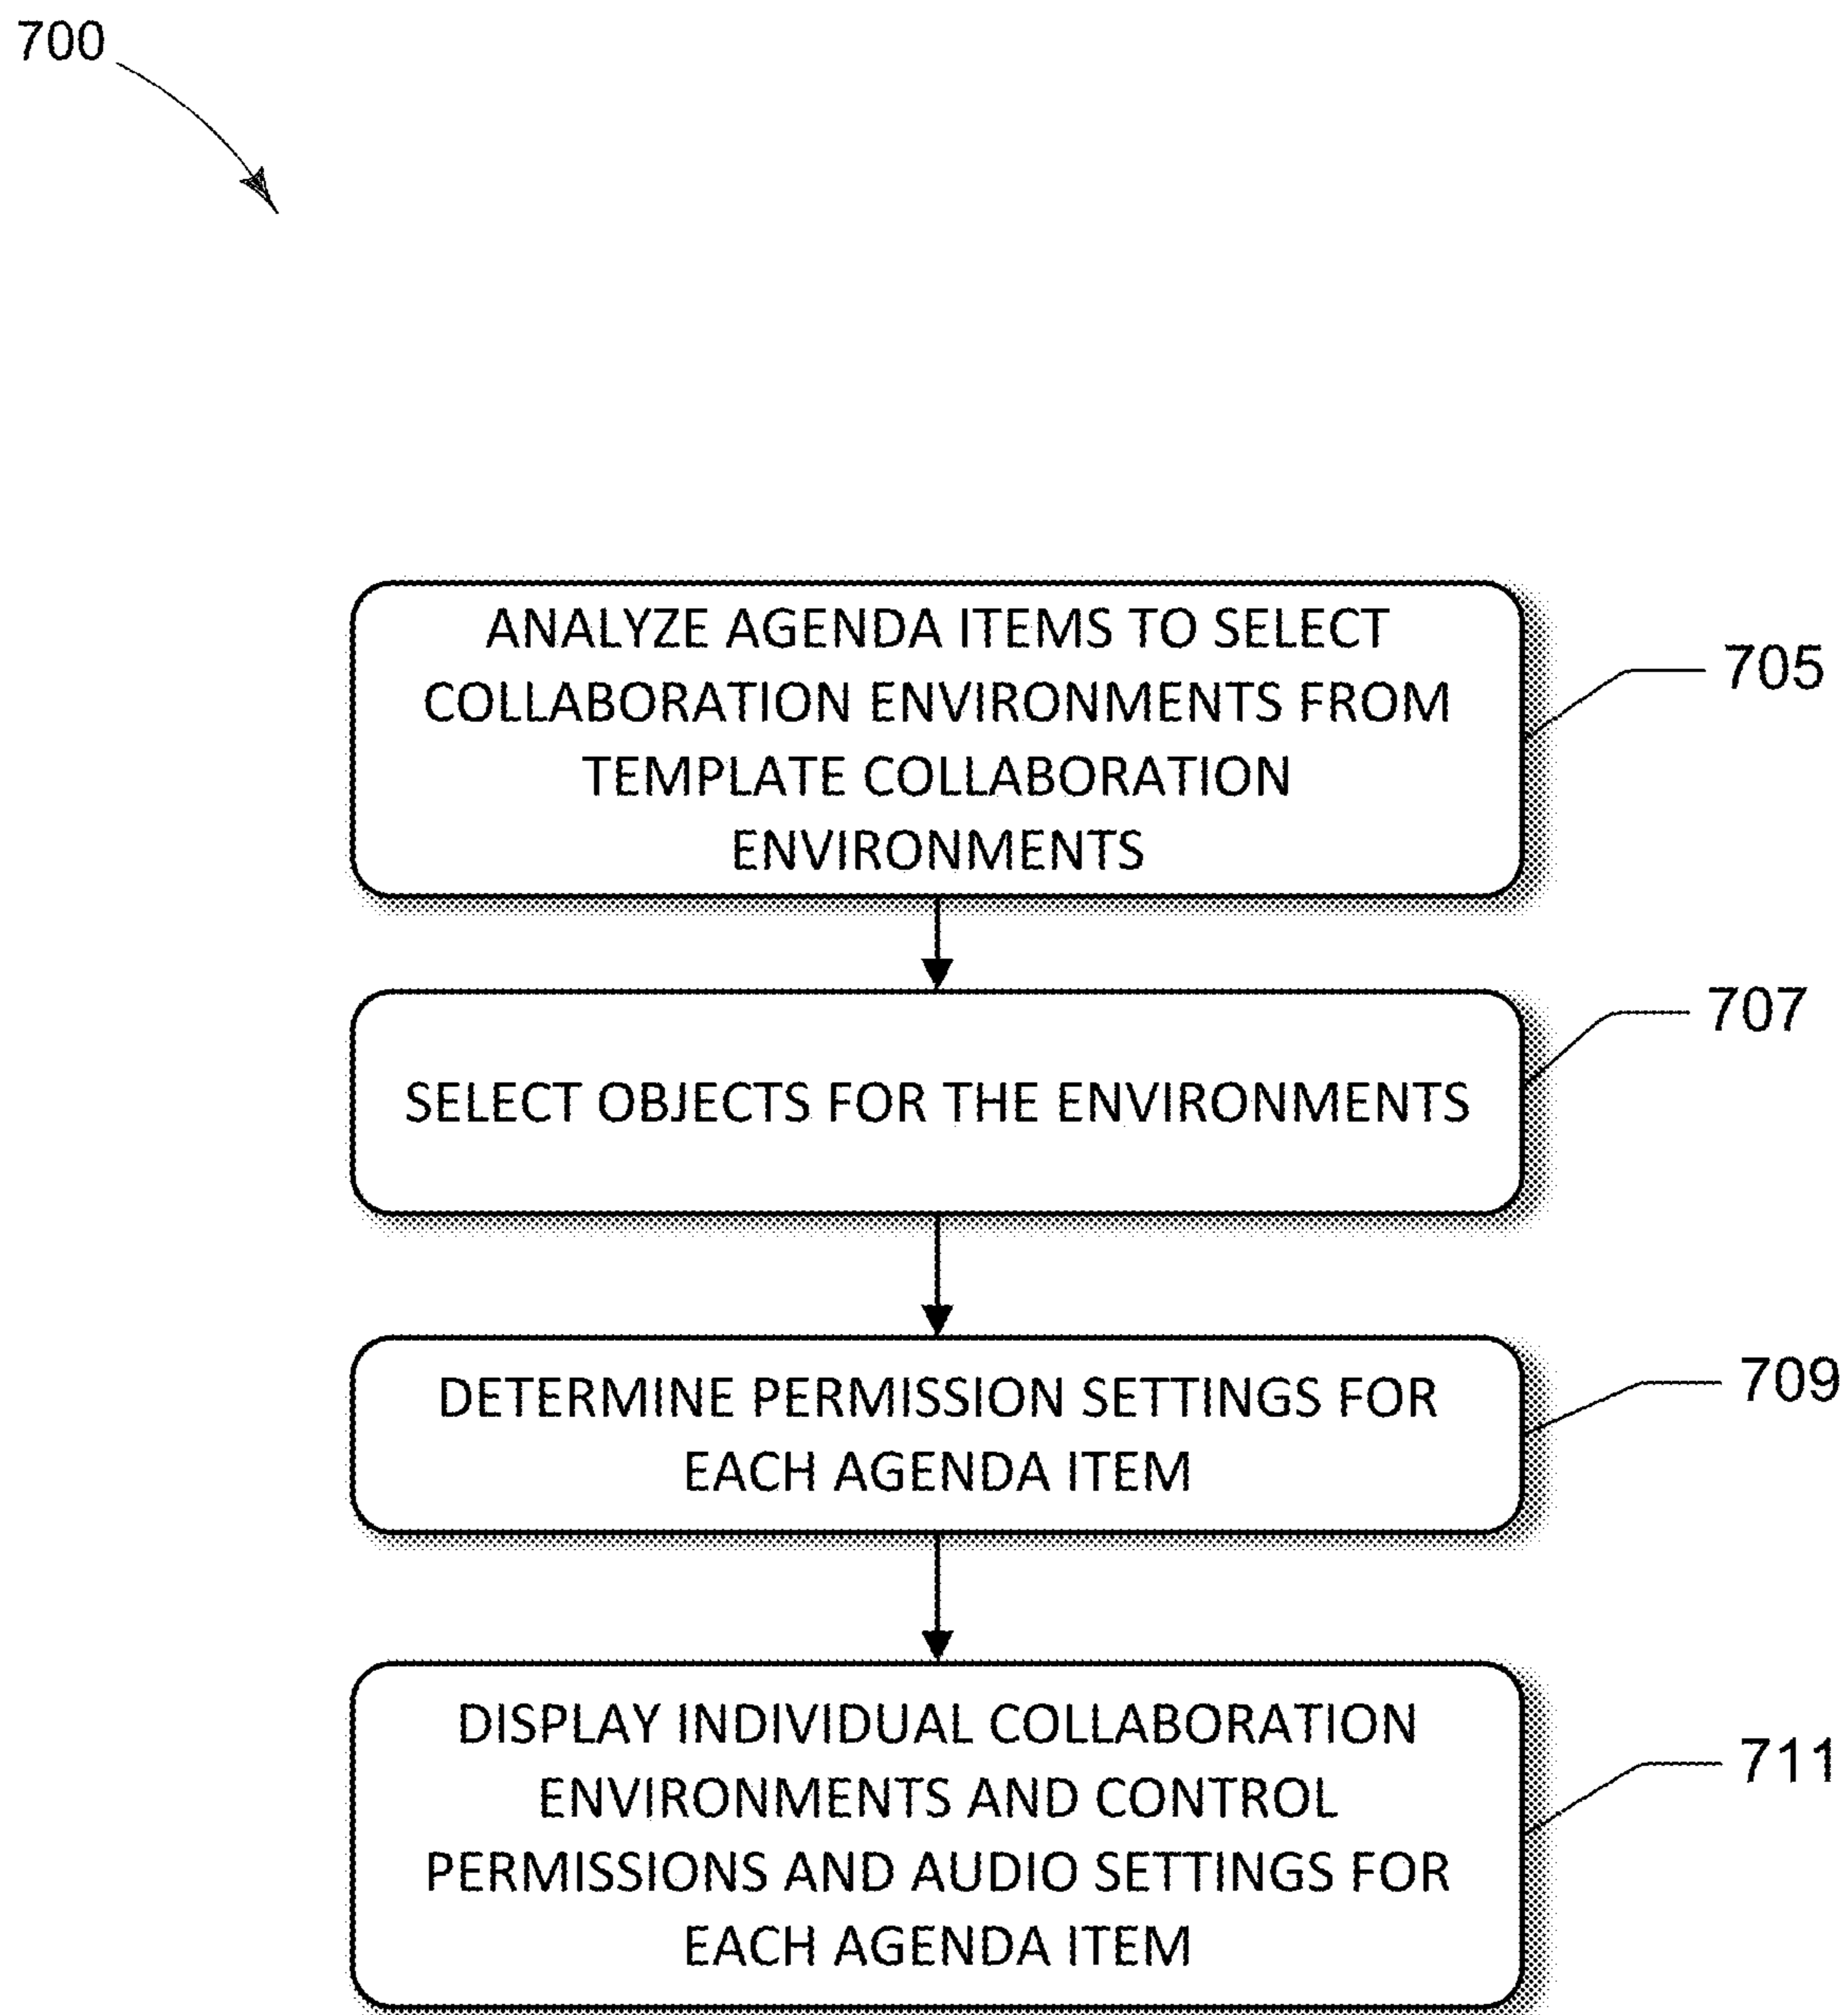 700
ANALYZE AGENDA ITEMS TO SELECT
COLLABORATION ENVIRONMENTS FROM
TEMPLATE COLLABORATION
ENVIRONMENTS
705
SELECT OBJECTS FOR THE ENVIRONMENTS
707
DETERMINE PERMISSION SETTINGS FOR
EACH AGENDA ITEM
709
DISPLAY INDIVIDUAL COLLABORATION
ENVIRONMENTS AND CONTROL
PERMISSIONS AND AUDIO SETTINGS FOR
EACH AGENDA ITEM
711